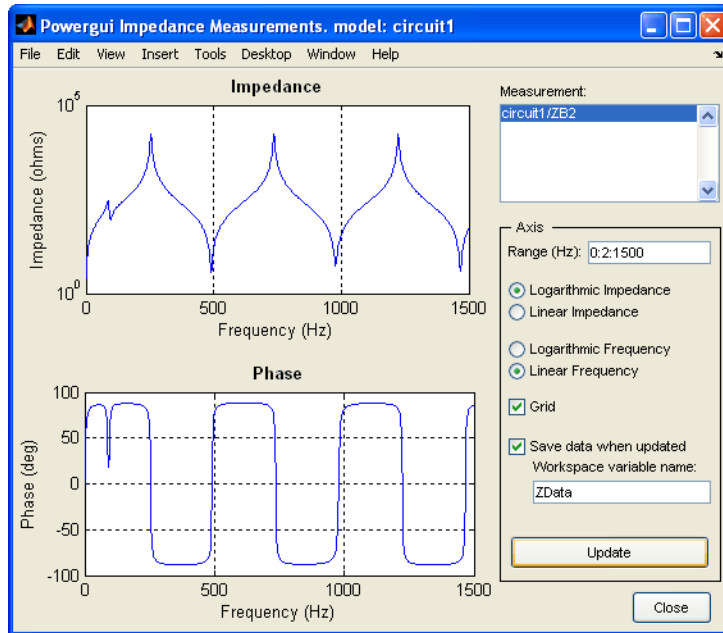 Powergui Impedance Measurements. model: circuit1
File Edit View Insert Tools Desktop Window Help
Impedance
10^5
10^0
Impedance (ohms)
0 500 1000 1500
Frequency (Hz)
Phase
100
50
0
-50
-100
Phase (deg)
0 500 1000 1500
Frequency (Hz)
Measurement:
circuit1/ZB2
Axis
Range (Hz): 0:2:1500
Logarithmic Impedance
Linear Impedance
Logarithmic Frequency
Linear Frequency
Grid
Save data when updated
Workspace variable name:
ZData
Update
Close